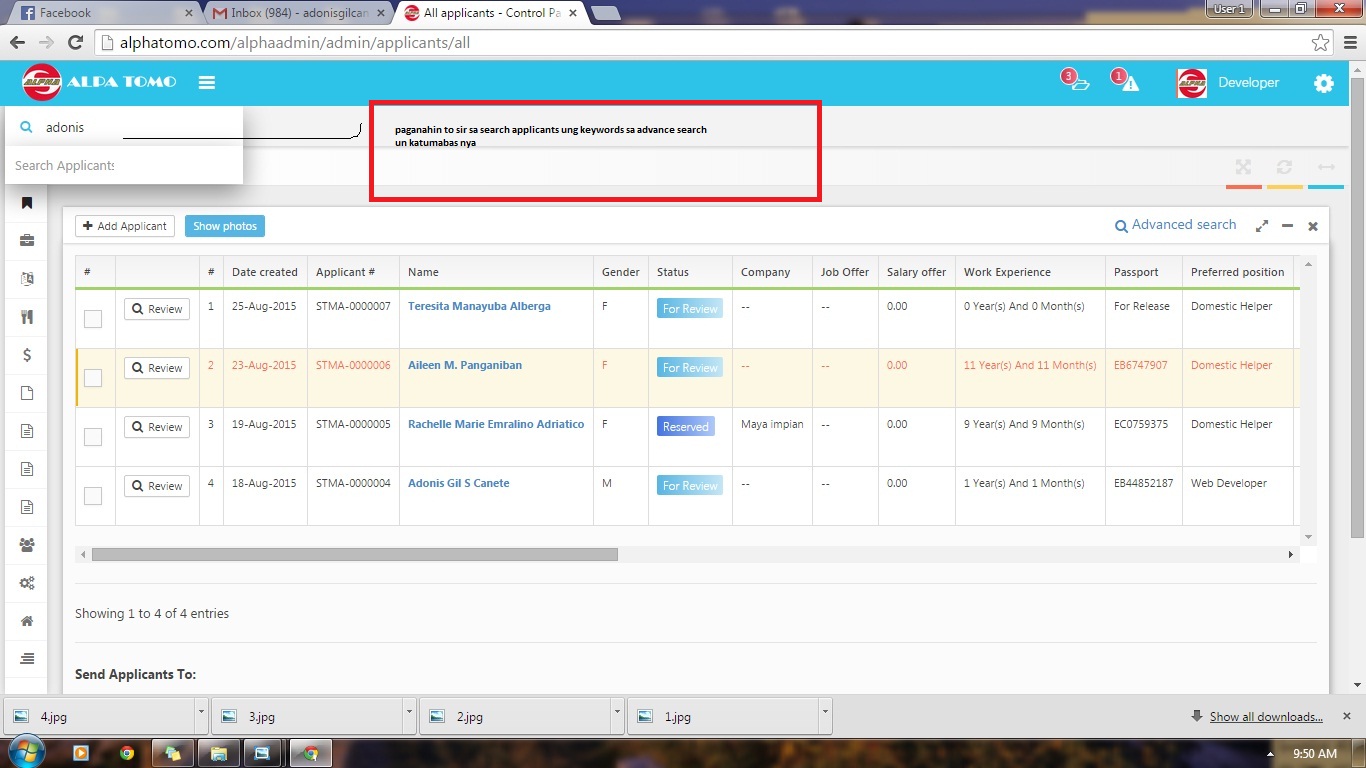 Facebook
Inbox (984) - adonisgilcan
All applicants - Control Pa
User 1
alphatomo.com/alphaadmin/admin/applicants/all
ALPHA
ALPA TOMO
3
1
ALPHA
Developer
adonis
Search Applicants
paganahin to sir sa search applicants ung keywords sa advance search
un katumabas nya
Add Applicant
Show photos
Advanced search
# # Date created Applicant # Name Gender Status Company Job Offer Salary offer Work Experience Passport Preferred position
Review 1 25-Aug-2015 STMA-0000007 Teresita Manayuba Alberga F For Review -- -- 0.00 0 Year(s) And 0 Month(s) For Release Domestic Helper
Review 2 23-Aug-2015 STMA-0000006 Aileen M. Panganiban F For Review -- -- 0.00 11 Year(s) And 11 Month(s) EB6747907 Domestic Helper
Review 3 19-Aug-2015 STMA-0000005 Rachelle Marie Emralino Adriatico F Reserved Maya impian -- 0.00 9 Year(s) And 9 Month(s) EC0759375 Domestic Helper
Review 4 18-Aug-2015 STMA-0000004 Adonis Gil S Canete M For Review -- -- 0.00 1 Year(s) And 1 Month(s) EB44852187 Web Developer
Showing 1 to 4 of 4 entries
Send Applicants To:
4.jpg
3.jpg
2.jpg
1.jpg
Show all downloads...
9:50 AM